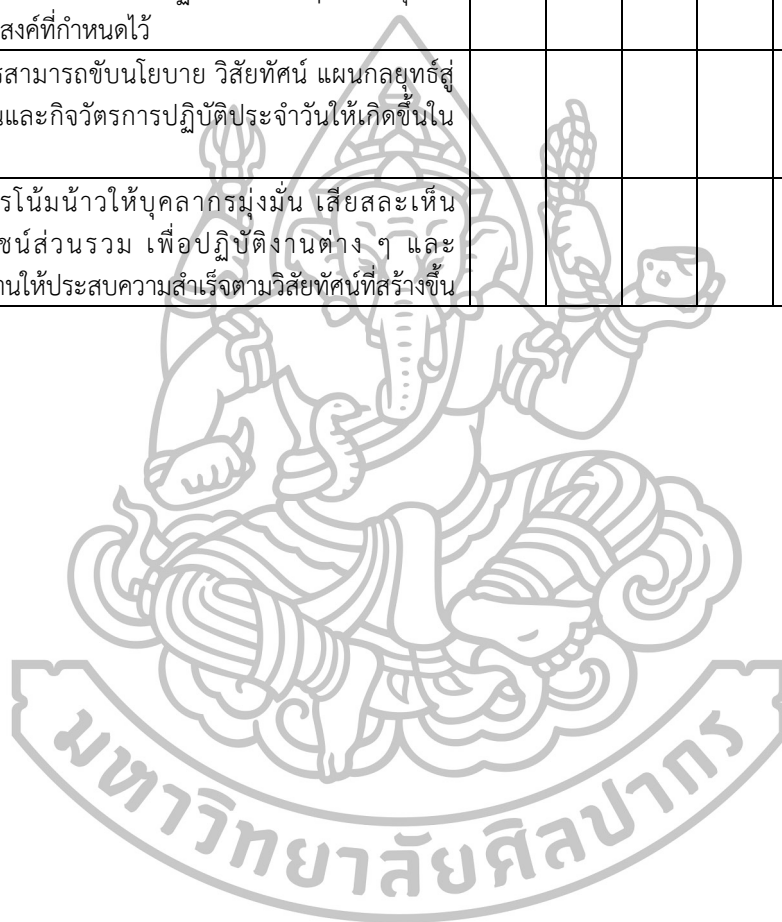 สงค์ที่กำหนดไว้
รสามารถขับนโยบาย วิสัยทัศน์ แผนกลยุทธ์สู่
นและกิจวัตรการปฏิบัติประจำวันให้เกิดขึ้นใน
รโน้มน้าวให้บุคลากรมุ่งมั่น เสียสละเห็น
ชน์ส่วนรวม เพื่อปฏิบัติงานต่าง ๆ และ
านให้ประสบความสำเร็จตามวิสัยทัศน์ที่สร้างขึ้น
มหาวิทยาลัยศิลปากร